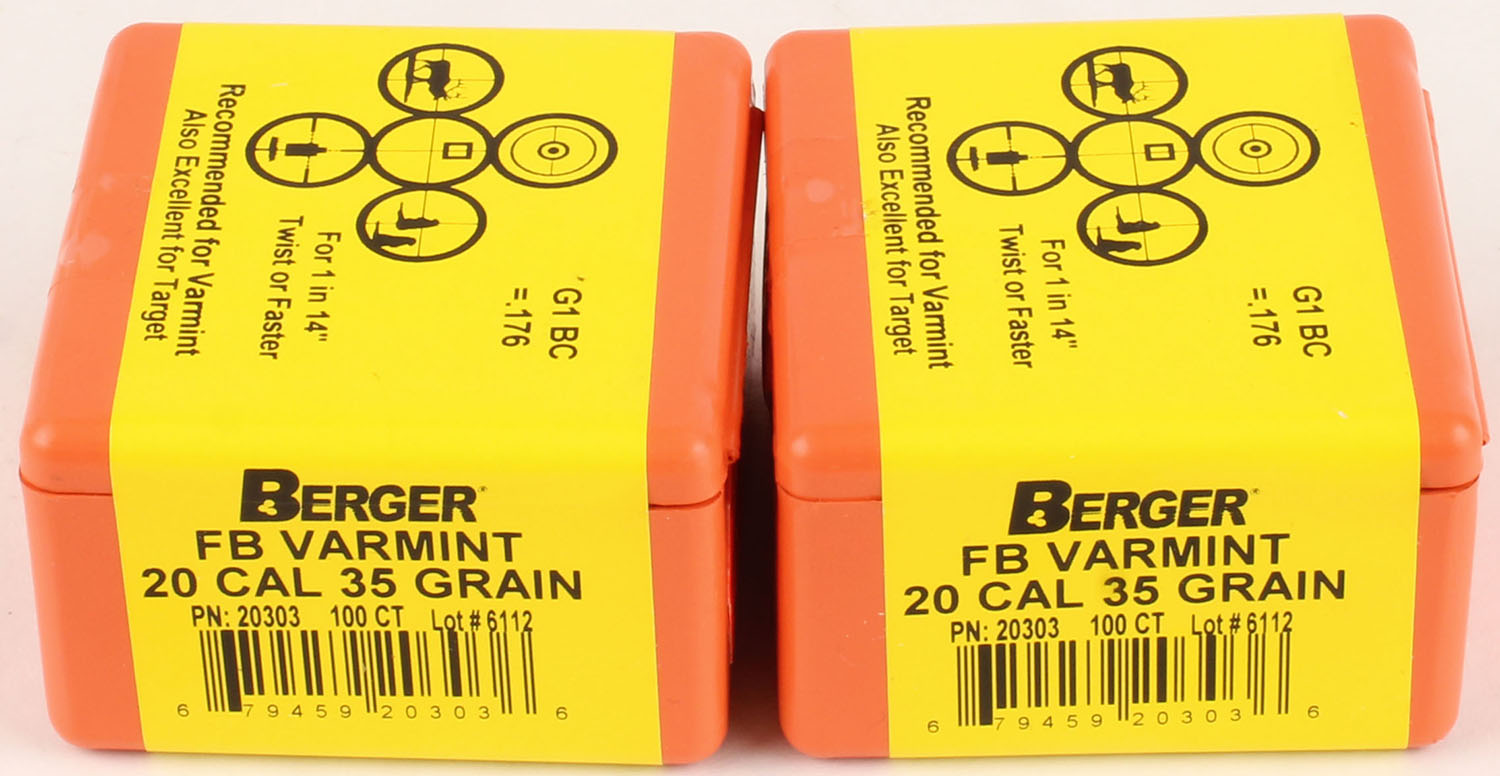 Recommended for Varmint
Also Excellent for Target
For 1 in 14"
Twist or Faster
G1 BC
=.176
BERGER
FB VARMINT
20 CAL 35 GRAIN
PN: 20303 100 CT Lot # 6112
6 79459 20303 6
Recommended for Varmint
Also Excellent for Target
For 1 in 14"
Twist or Faster
G1 BC
=.176
BERGER
FB VARMINT
20 CAL 35 GRAIN
PN: 20303 100 CT Lot # 6112
6 79459 20303 6